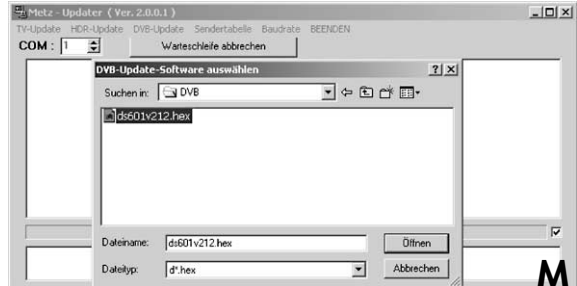 Metz - Updater ( Ver. 2.0.0.1 )
TV-Update HDR-Update DVB-Update Sendertabelle Baudrate BEENDEN
COM : 1 Warteschleife abbrechen
DVB-Update-Software auswählen
Suchen in: DVB
ds601v212.hex
Dateiname: ds601v212.hex Öffnen
Dateityp: d*.hex Abbrechen
M